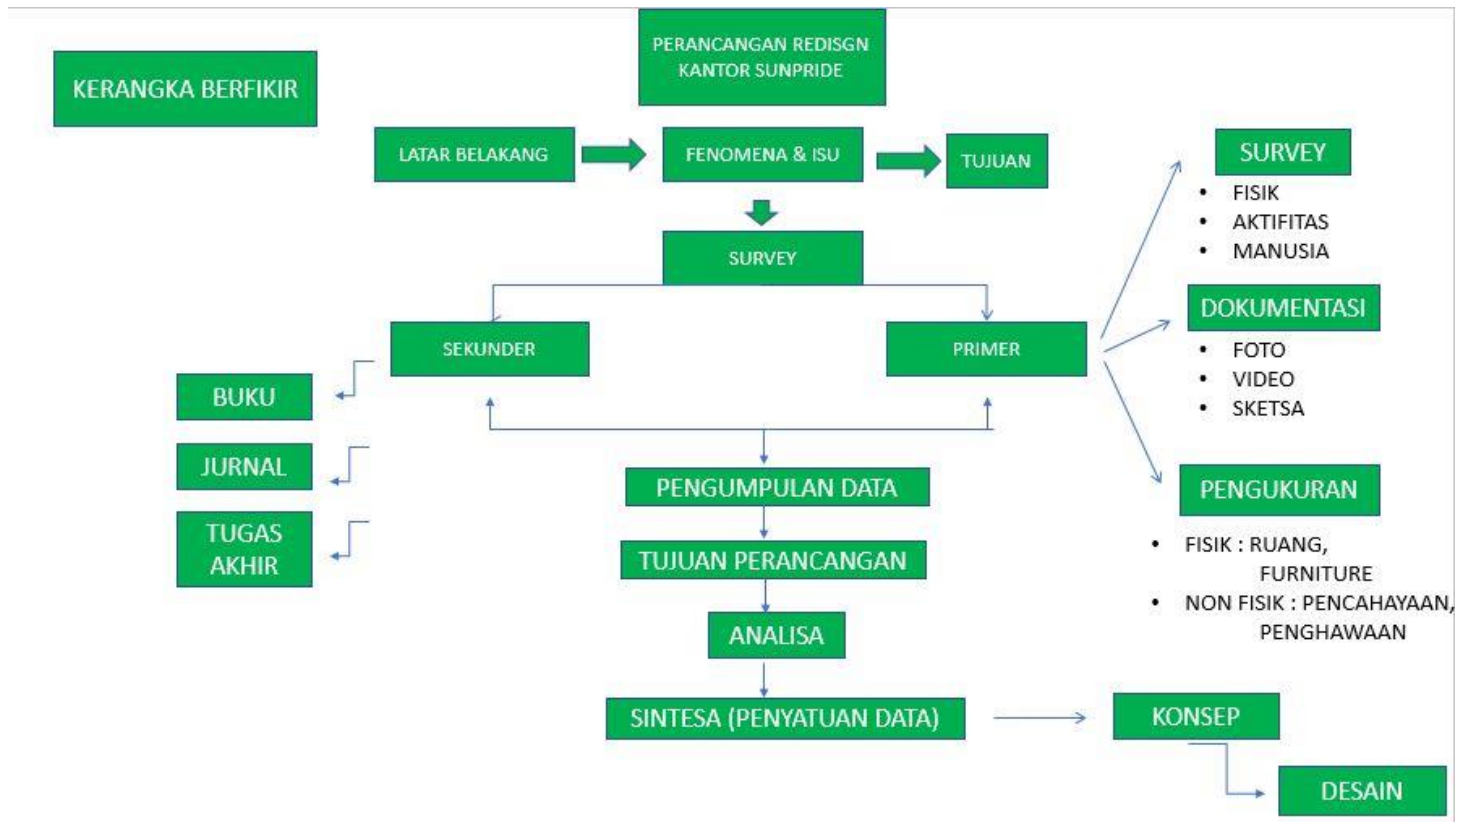 KERANGKA BERFIKIR
PERANCANGAN REDISGN
KANTOR SUNPRIDE
LATAR BELAKANG
FENOMENA & ISU
TUJUAN
SURVEY
SEKUNDER
PRIMER
BUKU
JURNAL
TUGAS
AKHIR
SURVEY
• FISIK
• AKTIFITAS
• MANUSIA
DOKUMENTASI
• FOTO
• VIDEO
• SKETSA
PENGUKURAN
• FISIK : RUANG,
FURNITURE
• NON FISIK : PENCAHAYAAN,
PENGHAWAAN
PENGUMPULAN DATA
TUJUAN PERANCANGAN
ANALISA
SINTESA (PENYATUAN DATA)
KONSEP
DESAIN